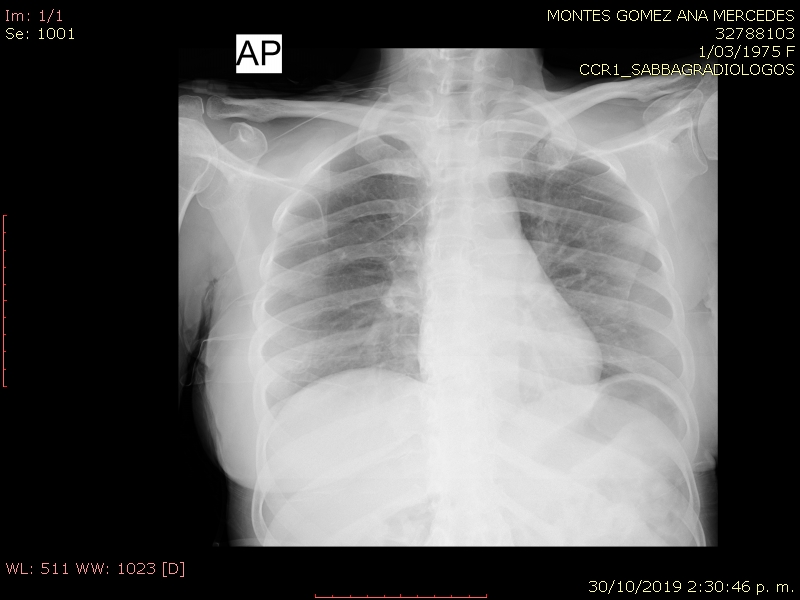 Im: 1/1
Se: 1001
MONTES GOMEZ ANA MERCEDES
32788103
1/03/1975 F
CCR1_SABBAGRADIOLOGOS
AP
WL: 511 WW: 1023 [D]
30/10/2019 2:30:46 p. m.